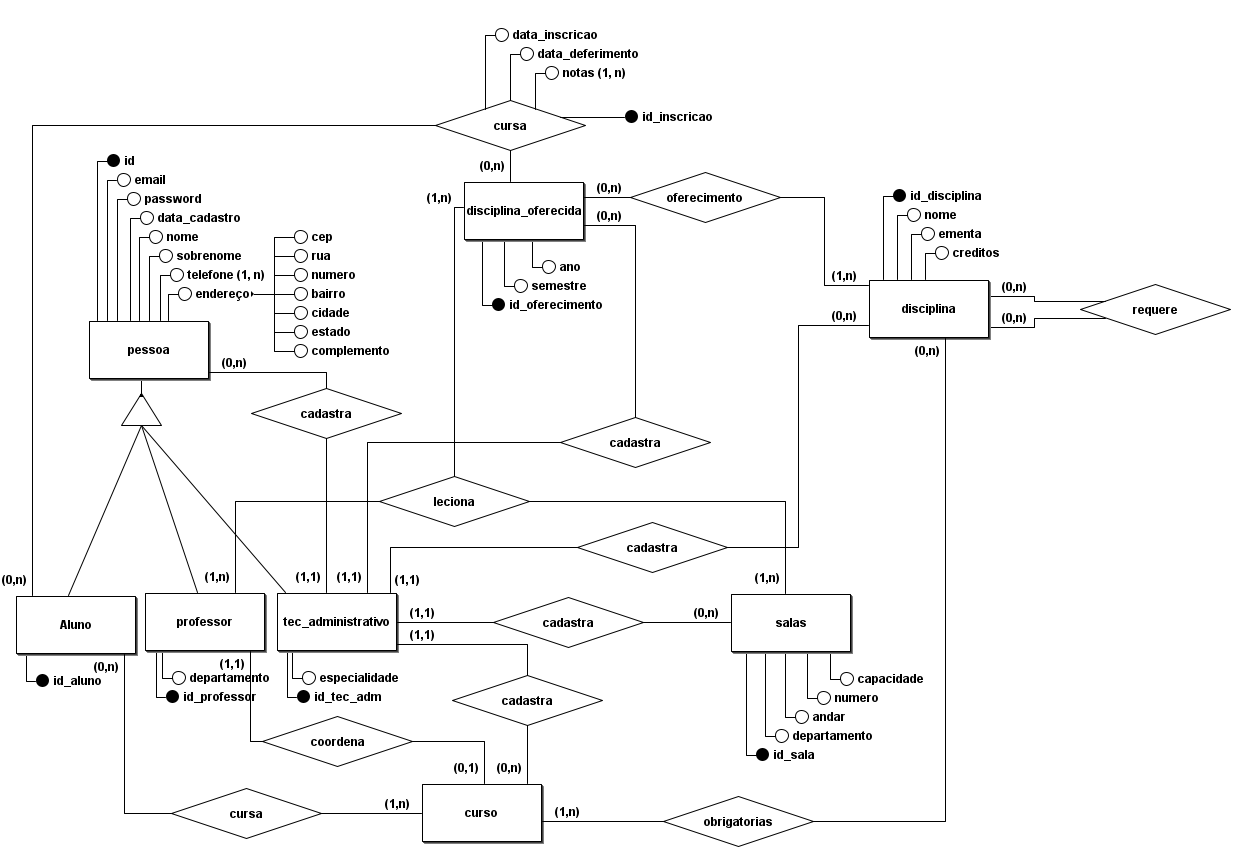 data_inscricao
data_deferimento
notas (1, n)
id_inscricao
cursa
(0,n)
id
email
password
data_cadastro
nome
sobrenome
telefone (1, n)
endereço
cep
rua
numero
bairro
cidade
estado
complemento
pessoa
(0,n)
cadastra
(1,n)
disciplina_oferecida
(0,n)
(0,n)
oferecimento
ano
semestre
id_oferecimento
id_disciplina
nome
ementa
creditos
(1,n)
(0,n)
disciplina
(0,n)
(0,n)
(0,n)
requere
cadastra
leciona
cadastra
(0,n)
(1,n)
(1,1)
(1,1)
(1,1)
(1,n)
Aluno
professor
tec_administrativo
(1,1)
(1,1)
cadastra
(0,n)
salas
(0,n)
id_aluno
(1,1)
departamento
id_professor
especialidade
id_tec_adm
cadastra
capacidade
numero
andar
departamento
id_sala
coordena
(0,1)
(0,n)
cursa
(1,n)
curso
(1,n)
obrigatorias